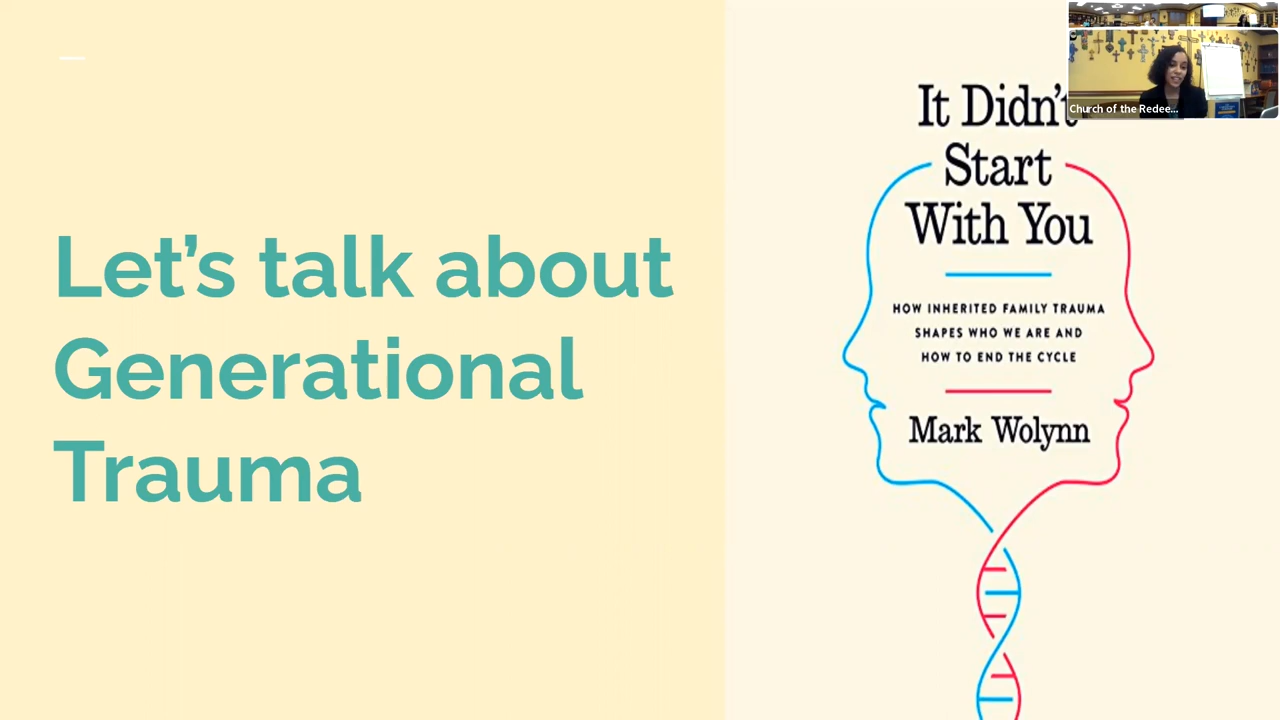 Let’s talk about
Generational
Trauma
It Didn’t
Start
With You
HOW INHERITED FAMILY TRAUMA
SHAPES WHO WE ARE AND
HOW TO END THE CYCLE
Mark Wolynn
Church of the Redee...